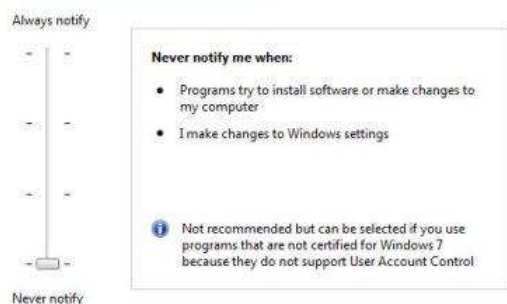 Always notify
Never notify me when:
• Programs try to install software or make changes to
my computer
• I make changes to Windows settings
Not recommended but can be selected if you use
programs that are not certified for Windows 7
because they do not support User Account Control
Never notify